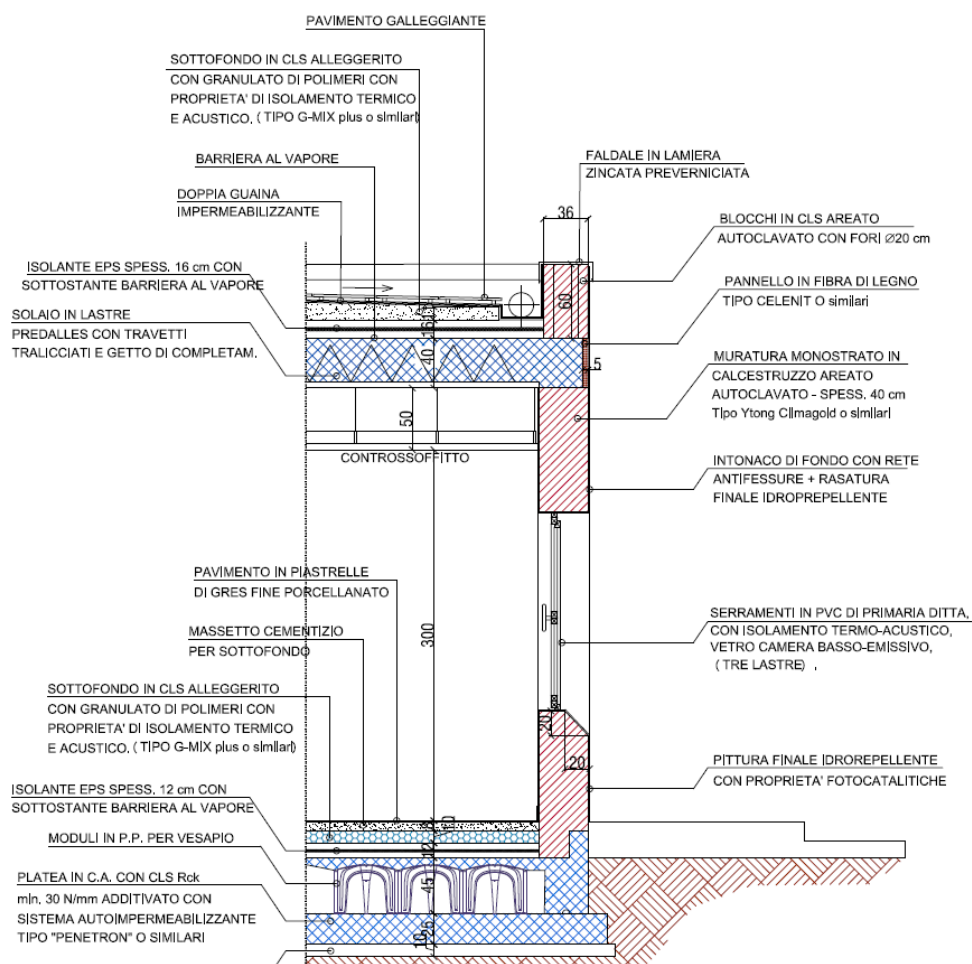 PAVIMENTO GALLEGGIANTE
SOTTOFONDO IN CLS ALLEGGERITO
CON GRANULATO DI POLIMERI CON
PROPRIETA' DI ISOLAMENTO TERMICO
E ACUSTICO. ( TIPO G-MIX plus o similari)
BARRIERA AL VAPORE
DOPPIA GUAINA
IMPERMEABILIZZANTE
ISOLANTE EPS SPESS. 16 cm CON
SOTTOSTANTE BARRIERA AL VAPORE
SOLAIO IN LASTRE
PREDALLES CON TRAVETTI
TRALICCIATI E GETTO DI COMPLETAM.
FALDALE IN LAMIERA
ZINCATA PREVERNICIATA
36
BLOCCHI IN CLS AREATO
AUTOCLAVATO CON FORI Ø20 cm
60
PANNELLO IN FIBRA DI LEGNO
TIPO CELENIT O similari
16
40
5
MURATURA MONOSTRATO IN
CALCESTRUZZO AREATO
AUTOCLAVATO - SPESS. 40 cm
Tipo Ytong Climagold o similari
50
CONTROSSOFFITTO
INTONACO DI FONDO CON RETE
ANTIFESSURE + RASATURA
FINALE IDROPREPELLENTE
PAVIMENTO IN PIASTRELLE
DI GRES FINE PORCELLANATO
MASSETTO CEMENTIZIO
PER SOTTOFONDO
300
SERRAMENTI IN PVC DI PRIMARIA DITTA,
CON ISOLAMENTO TERMO-ACUSTICO,
VETRO CAMERA BASSO-EMISSIVO,
( TRE LASTRE) ,
SOTTOFONDO IN CLS ALLEGGERITO
CON GRANULATO DI POLIMERI CON
PROPRIETA' DI ISOLAMENTO TERMICO
E ACUSTICO. ( TIPO G-MIX plus o similari)
20
20
PITTURA FINALE IDROREPELLENTE
CON PROPRIETA' FOTOCATALITICHE
ISOLANTE EPS SPESS. 12 cm CON
SOTTOSTANTE BARRIERA AL VAPORE
MODULI IN P.P. PER VESAPIO
10
12
45
PLATEA IN C.A. CON CLS Rck
min. 30 N/mm ADDITIVATO CON
SISTEMA AUTOIMPERMEABILIZZANTE
TIPO "PENETRON" O SIMILARI
25
10